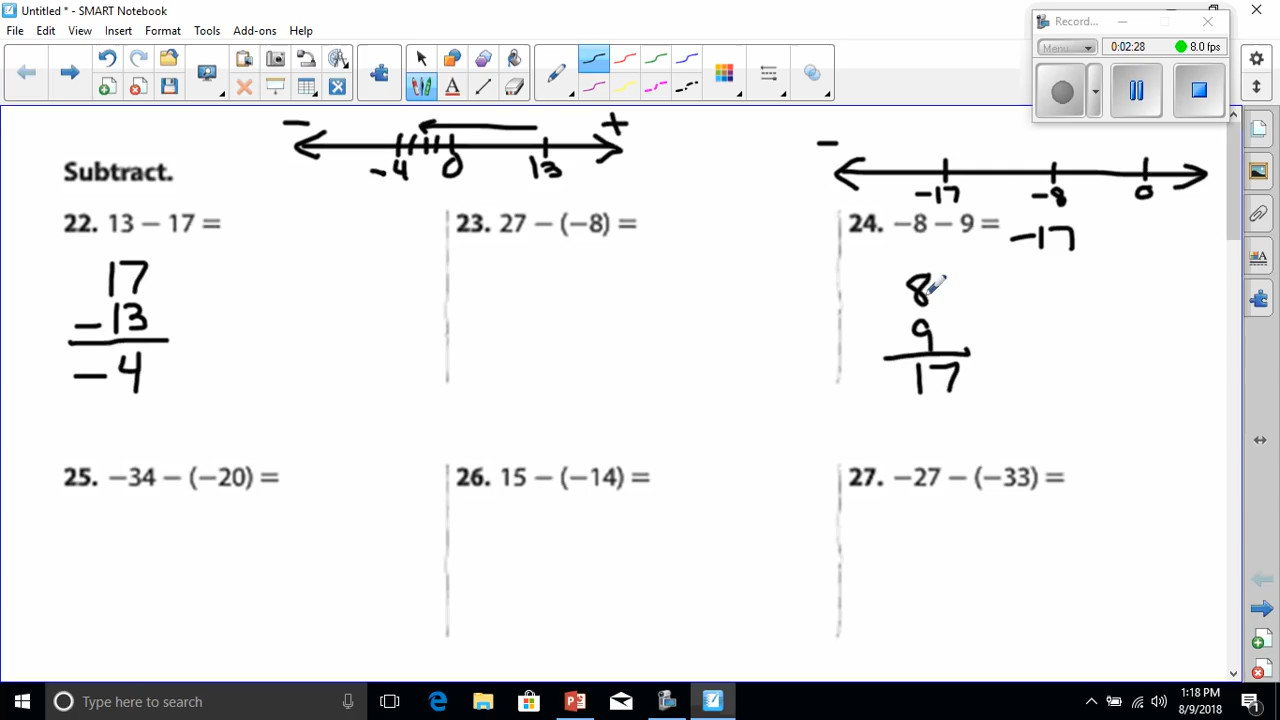 Untitled * - SMART Notebook
File Edit View Insert Format Tools Add-ons Help
Record...
Menu
0:02:28 8.0 fps
− +
−4 0 13
−
−17 −8 0
Subtract.
22. 13 − 17 =
17
−13
−4
23. 27 − (−8) =
24. −8 − 9 = −17
8
9
17
25. −34 − (−20) =
26. 15 − (−14) =
27. −27 − (−33) =
Type here to search
1:18 PM
8/9/2018